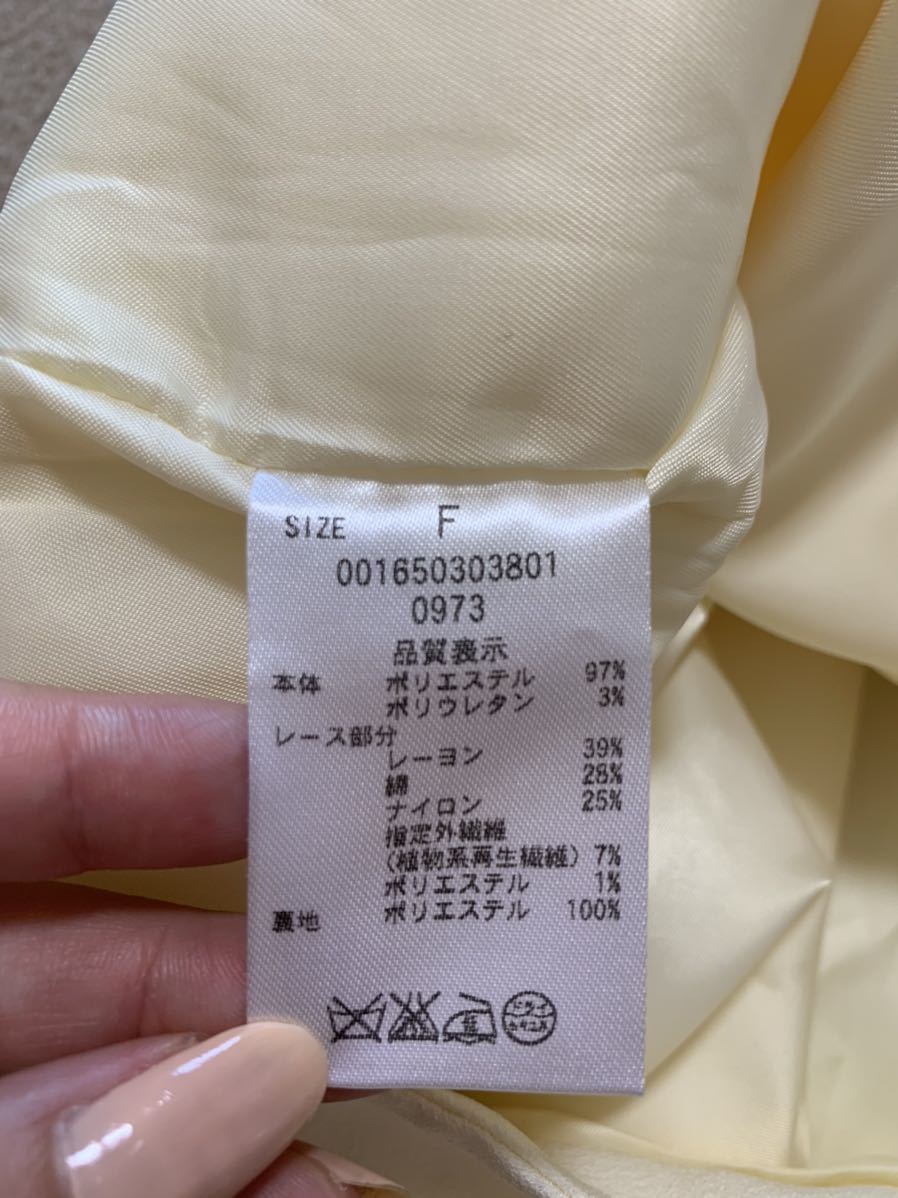 SIZE F
001650303801
0973
品質表示
本体 ポリエステル 97%
ポリウレタン 3%
レース部分
レーヨン 39%
綿 28%
ナイロン 25%
指定外繊維
(植物系再生繊維) 7%
ポリエステル 1%
裏地 ポリエステル 100%